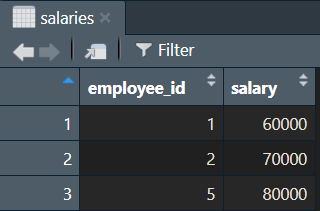 salaries
Filter
employee_id salary
1 1 60000
2 2 70000
3 5 80000